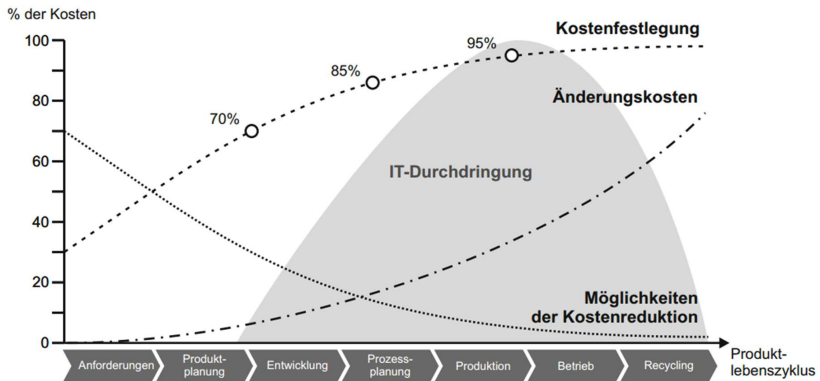 % der Kosten
Kostenfestlegung
100
95%
85%
80
Änderungskosten
70%
60
IT-Durchdringung
40
20
Möglichkeiten
der Kostenreduktion
0
Anforderungen
Produkt-
planung
Entwicklung
Prozess-
planung
Produktion
Betrieb
Recycling
Produkt-
lebenszyklus